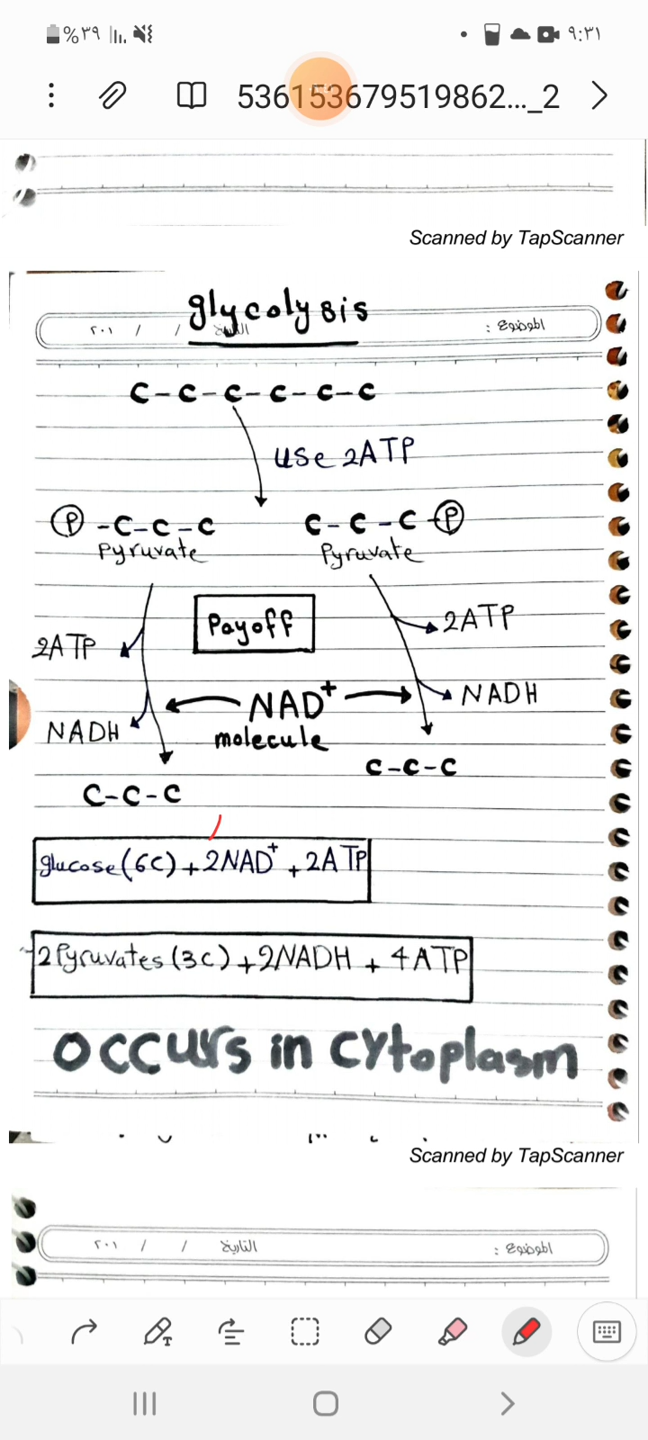 %٣٩ ٩:٣١
536153679519862..._2
Scanned by TapScanner
glycolysis
٢٠١ / / التاريخ الموضوع :
C-C-C-C-C-C
use 2ATP
Ⓟ-C-C-C C-C-C-Ⓟ
Pyruvate Pyruvate
Payoff
2ATP 2ATP
NAD+ NADH
NADH molecule
C-C-C
C-C-C
glucose(6C)+2NAD+ +2ATP
2Pyruvates(3C)+2NADH + 4ATP
occurs in cytoplasm
Scanned by TapScanner
٢٠١ / / التاريخ الموضوع :